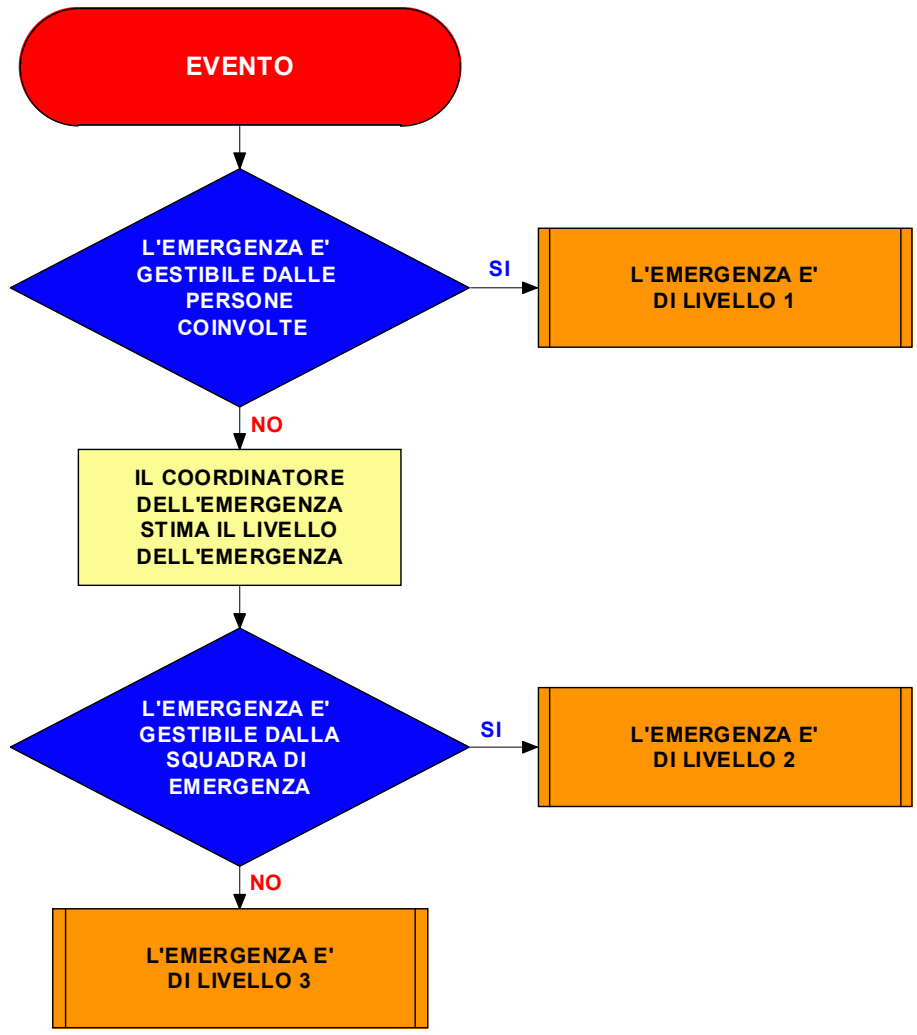 EVENTO
L'EMERGENZA E'
GESTIBILE DALLE
PERSONE
COINVOLTE
SI
L'EMERGENZA E'
DI LIVELLO 1
NO
IL COORDINATORE
DELL'EMERGENZA
STIMA IL LIVELLO
DELL'EMERGENZA
L'EMERGENZA E'
GESTIBILE DALLA
SQUADRA DI
EMERGENZA
SI
L'EMERGENZA E'
DI LIVELLO 2
NO
L'EMERGENZA E'
DI LIVELLO 3